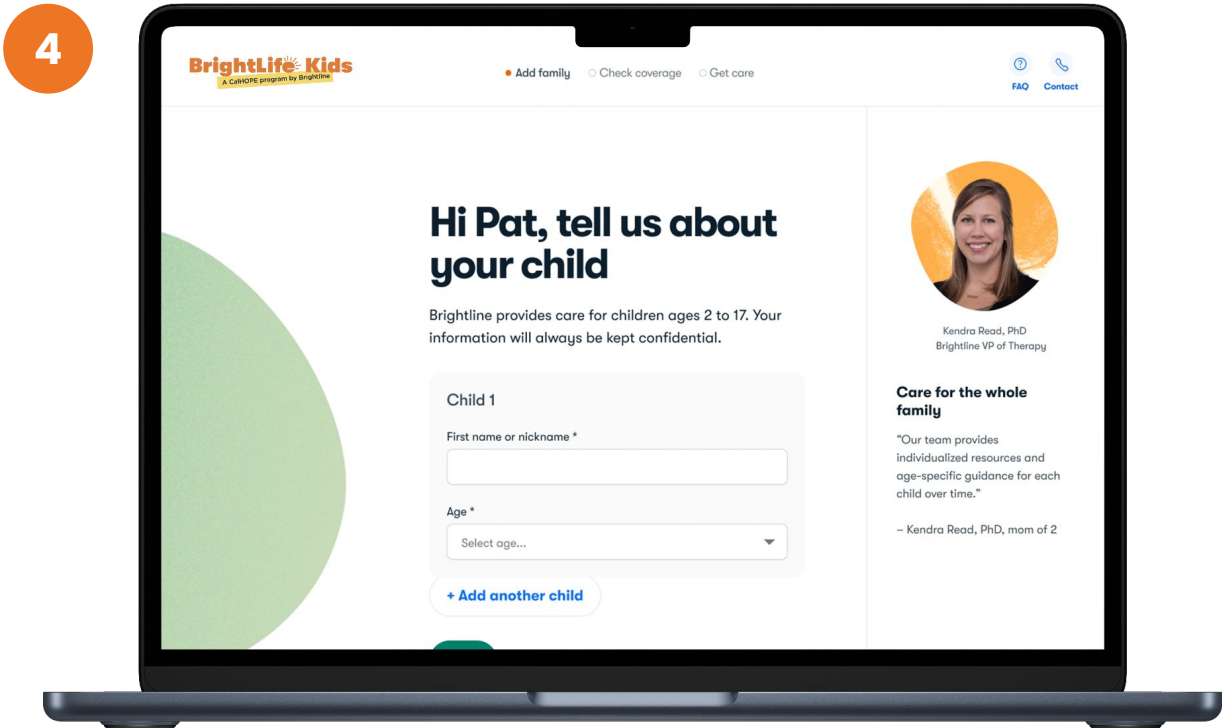 4
BrightLife Kids
A CalHOPE program by Brightline
Add family
Check coverage
Get care
FAQ
Contact
Hi Pat, tell us about
your child
Brightline provides care for children ages 2 to 17. Your
information will always be kept confidential.
Child 1
First name or nickname *
Age *
Select age...
+ Add another child
Kendra Read, PhD
Brightline VP of Therapy
Care for the whole
family
“Our team provides
individualized resources and
age-specific guidance for each
child over time.”
– Kendra Read, PhD, mom of 2